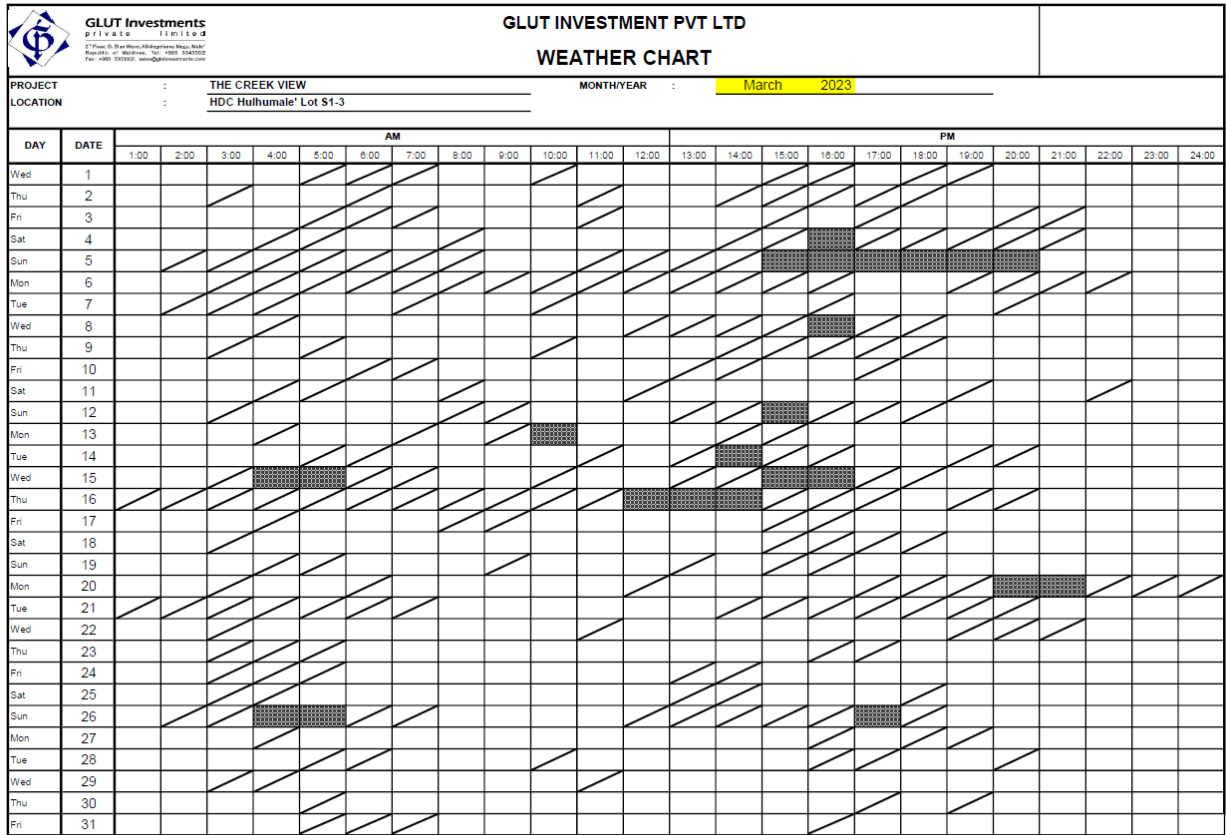 GLUT Investments
private limited
GLUT INVESTMENT PVT LTD
WEATHER CHART
PROJECT : THE CREEK VIEW MONTH/YEAR : March 2023
LOCATION : HDC Hulhumale' Lot S1-3
DAY DATE AM PM
1:00 2:00 3:00 4:00 5:00 6:00 7:00 8:00 9:00 10:00 11:00 12:00 13:00 14:00 15:00 16:00 17:00 18:00 19:00 20:00 21:00 22:00 23:00 24:00
Wed 1
Thu 2
Fri 3
Sat 4
Sun 5
Mon 6
Tue 7
Wed 8
Thu 9
Fri 10
Sat 11
Sun 12
Mon 13
Tue 14
Wed 15
Thu 16
Fri 17
Sat 18
Sun 19
Mon 20
Tue 21
Wed 22
Thu 23
Fri 24
Sat 25
Sun 26
Mon 27
Tue 28
Wed 29
Thu 30
Fri 31